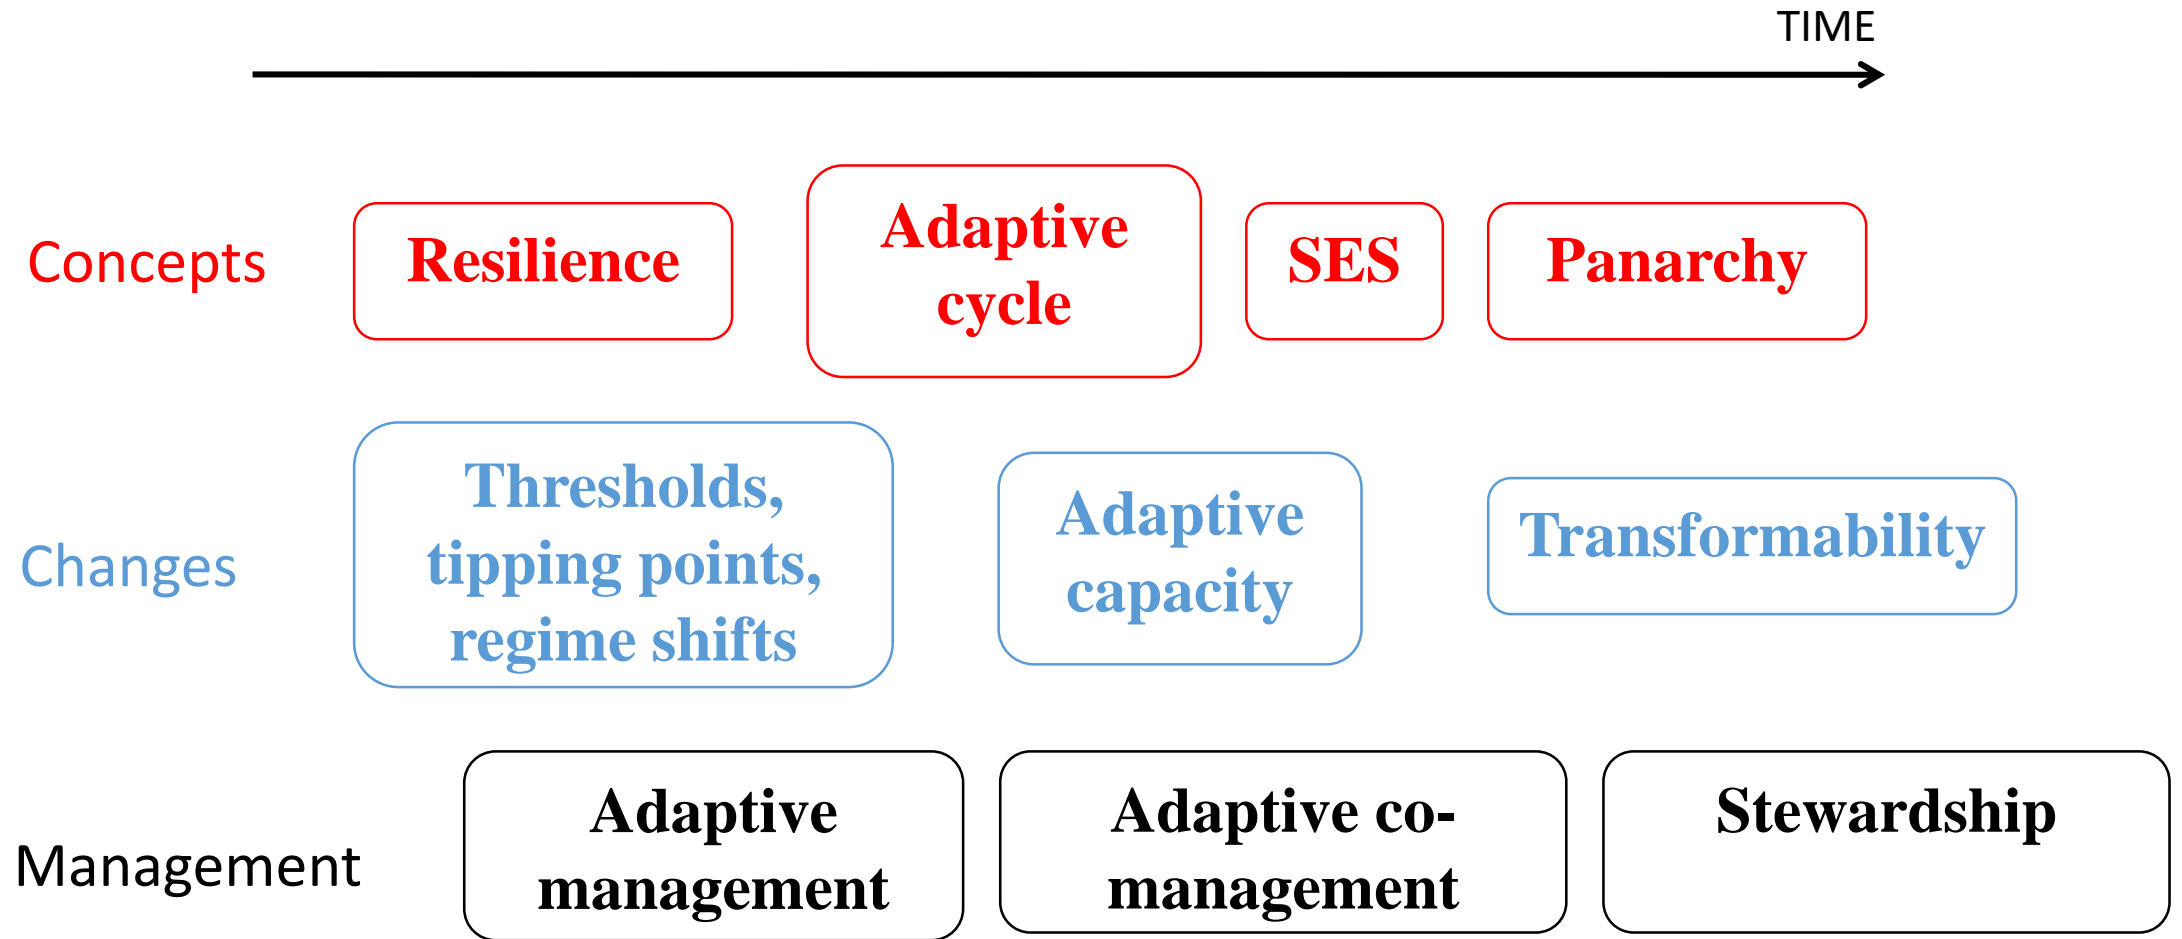 TIME
Concepts
Resilience
Adaptive
cycle
SES
Panarchy
Changes
Thresholds,
tipping points,
regime shifts
Adaptive
capacity
Transformability
Management
Adaptive
management
Adaptive co-
management
Stewardship